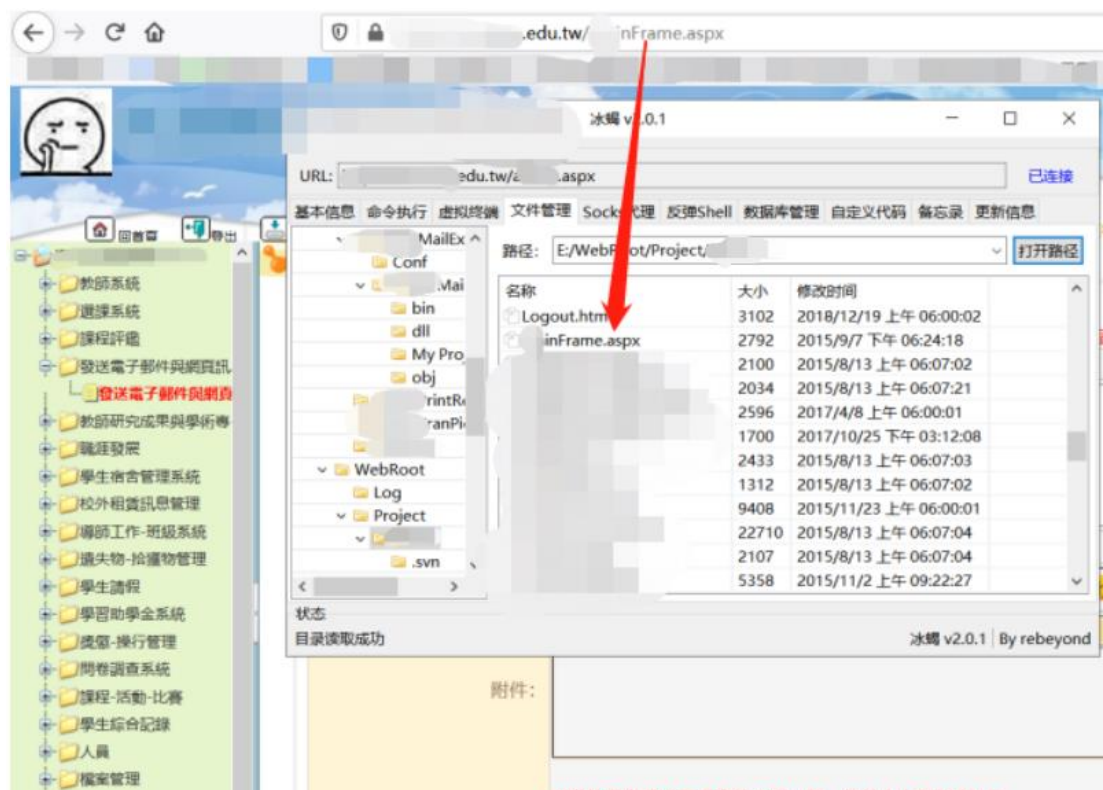 .edu.tw/ inFrame.aspx
冰蝎 v2.0.1
URL: edu.tw/a .aspx
已连接
基本信息 命令执行 虚拟终端 文件管理 Socks代理 反弹Shell 数据库管理 自定义代码 备忘录 更新信息
MailEx
Conf
Mai
bin
dll
My Pro
obj
rintRe
ranPi
WebRoot
Log
Project
.svn
路径: E:/WebRoot/Project/
打开路径
名称 大小 修改时间
Logout.htm 3102 2018/12/19 上午 06:00:02
inFrame.aspx 2792 2015/9/7 下午 06:24:18
2100 2015/8/13 上午 06:07:02
2034 2015/8/13 上午 06:07:21
2596 2017/4/8 上午 06:00:01
1700 2017/10/25 下午 03:12:08
2433 2015/8/13 上午 06:07:03
1312 2015/8/13 上午 06:07:02
9408 2015/11/23 上午 06:00:01
22710 2015/8/13 上午 06:07:04
2107 2015/8/13 上午 06:07:04
5358 2015/11/2 上午 09:22:27
状态
目录读取成功
冰蝎 v2.0.1 By rebeyond
回首頁 登出
教師系統
選課系統
課程評鑑
發送電子郵件與網頁訊
發送電子郵件與網頁
教師研究成果與學術專
職涯發展
學生宿舍管理系統
校外租賃訊息管理
導師工作-班級系統
遺失物-拾獲物管理
學生請假
學習助學金系統
獎懲-操行管理
問卷調查系統
課程-活動-比賽
學生綜合記錄
人員
檔案管理
附件: